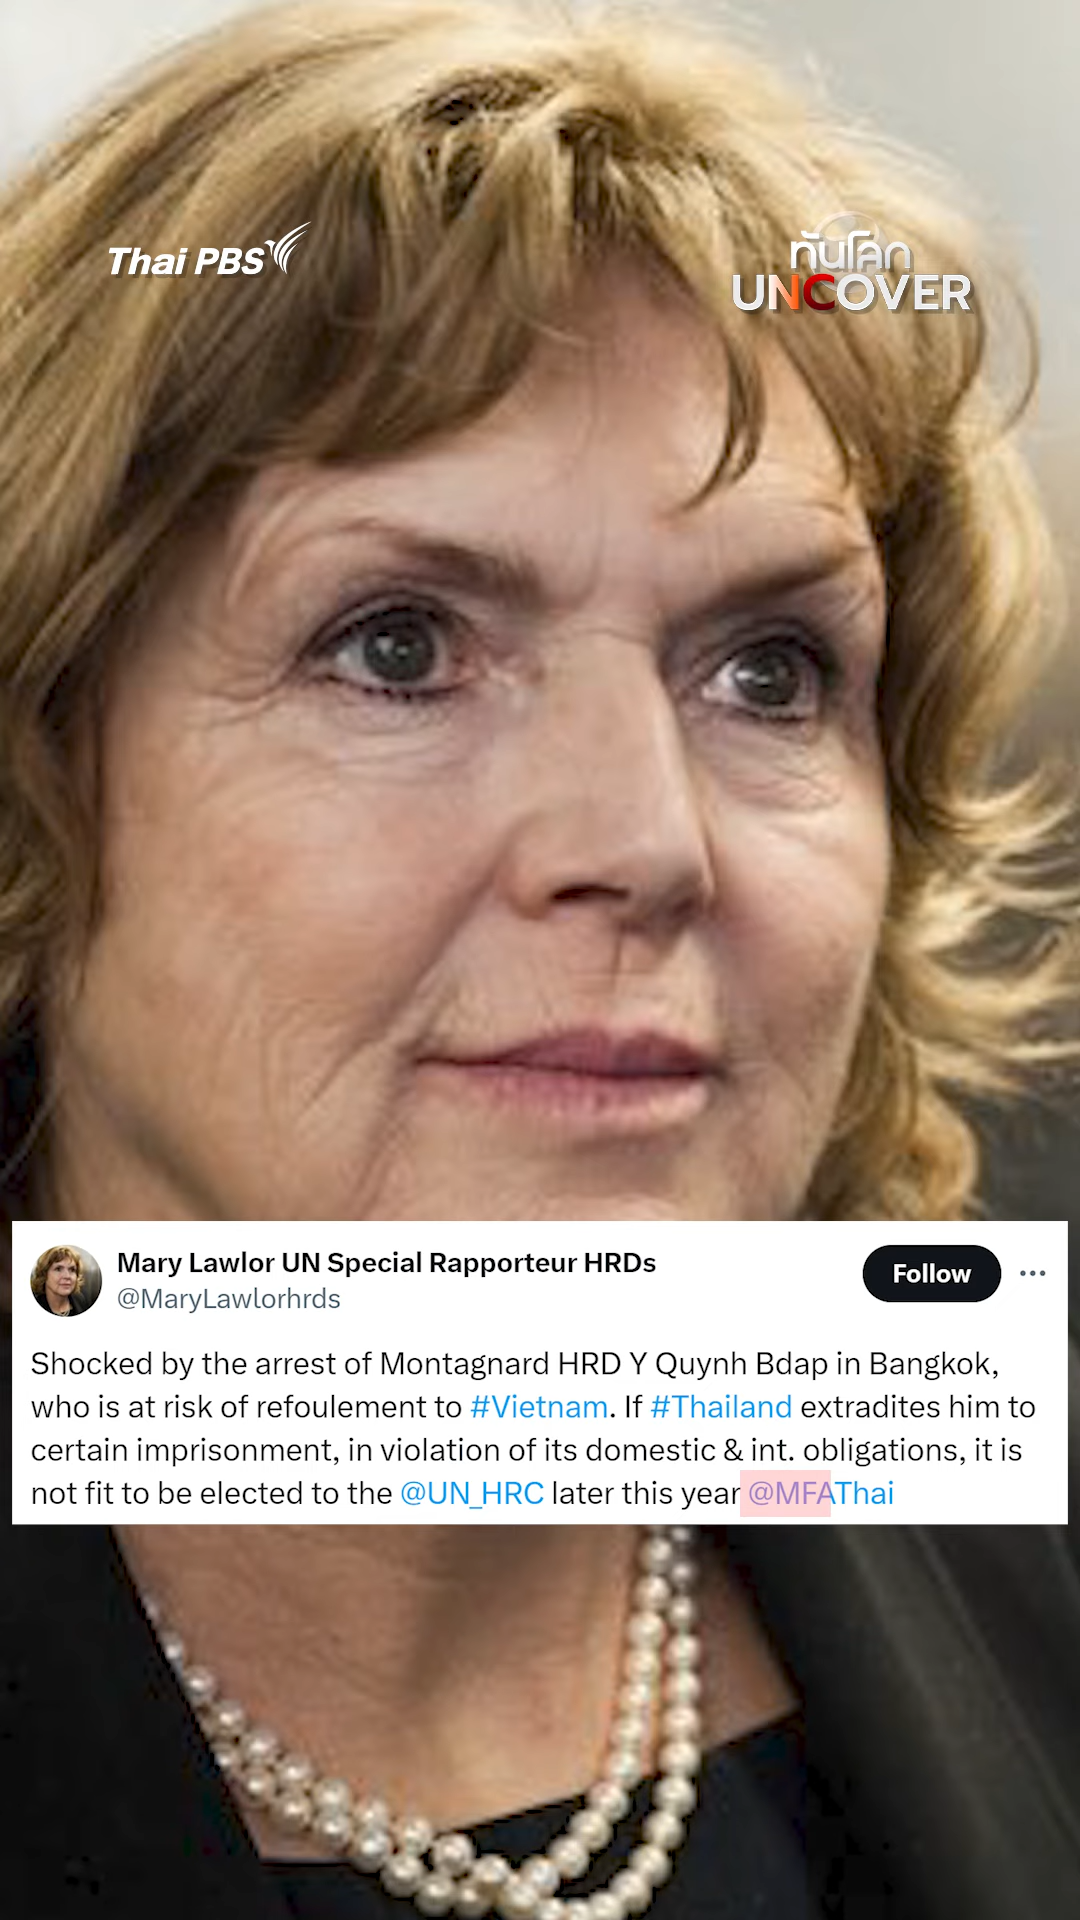 Thai PBS
ทันโลก
UNCOVER
Mary Lawlor UN Special Rapporteur HRDs
@MaryLawlorhrds
Follow
Shocked by the arrest of Montagnard HRD Y Quynh Bdap in Bangkok,
who is at risk of refoulement to #Vietnam. If #Thailand extradites him to
certain imprisonment, in violation of its domestic & int. obligations, it is
not fit to be elected to the @UN_HRC later this year @MFAThai